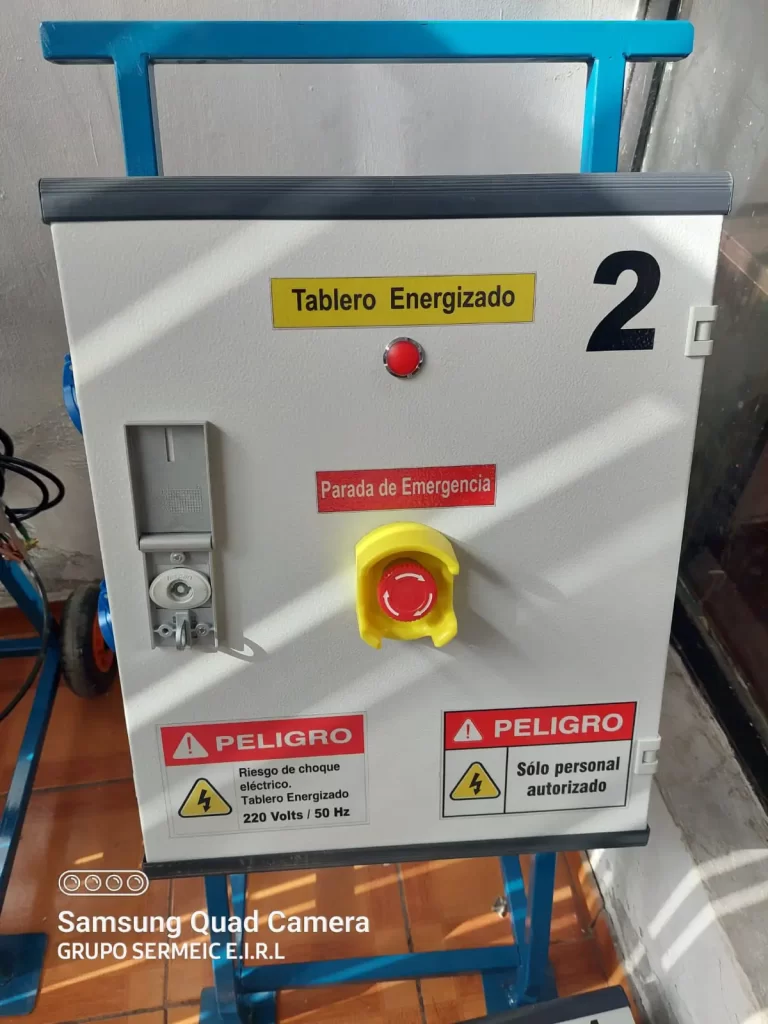 Tablero Energizado
2
Parada de Emergencia
PELIGRO
Riesgo de choque
eléctrico.
Tablero Energizado
220 Volts / 50 Hz
PELIGRO
Sólo personal
autorizado
Samsung Quad Camera
GRUPO SERMEIC E.I.R.L